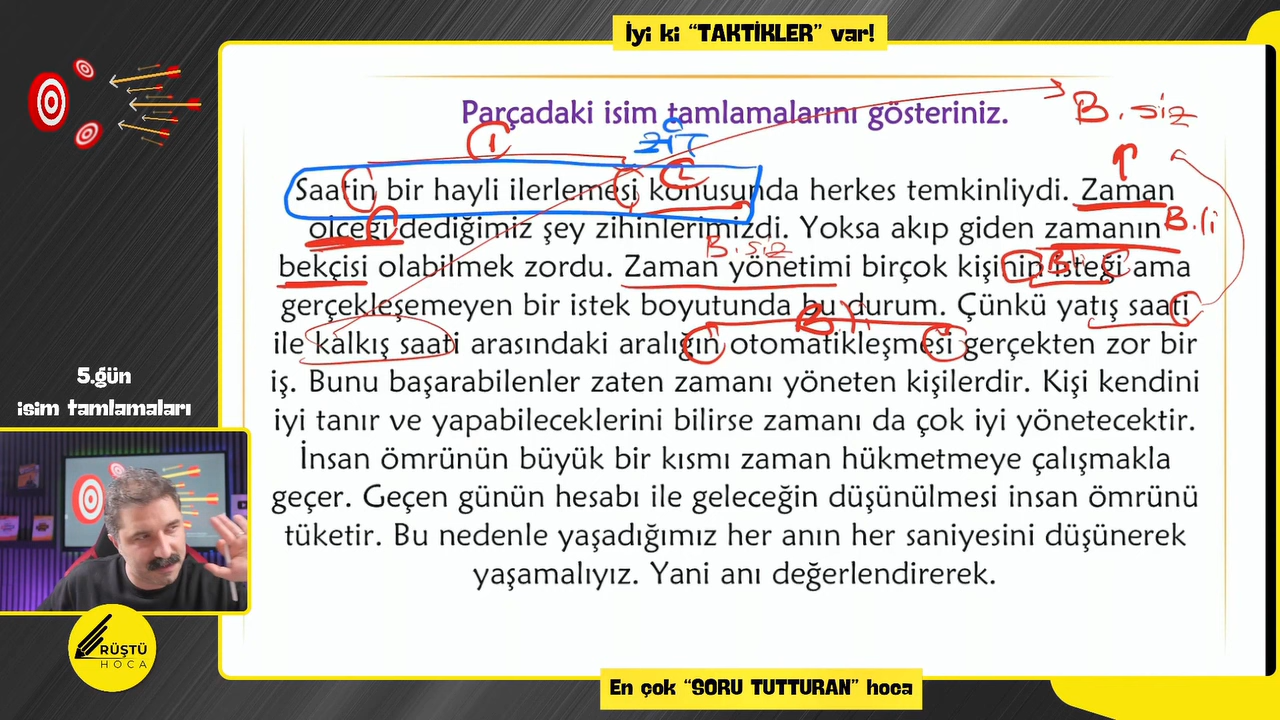 İyi ki “TAKTİKLER” var!
Parçadaki isim tamlamalarını gösteriniz.
B. siz
1
ZİT
2
Saatin bir hayli ilerlemesi konusunda herkes temkinliydi. Zaman
ölçeği dediğimiz şey zihinlerimizdi. Yoksa akıp giden zamanın
B.li
B.siz
bekçisi olabilmek zordu. Zaman yönetimi birçok kişinin isteği ama
gerçekleşemeyen bir istek boyutunda bu durum. Çünkü yatış saati
ile kalkış saati arasındaki aralığın otomatikleşmesi gerçekten zor bir
iş. Bunu başarabilenler zaten zamanı yöneten kişilerdir. Kişi kendini
iyi tanır ve yapabileceklerini bilirse zamanı da çok iyi yönetecektir.
İnsan ömrünün büyük bir kısmı zaman hükmetmeye çalışmakla
geçer. Geçen günün hesabı ile geleceğin düşünülmesi insan ömrünü
tüketir. Bu nedenle yaşadığımız her anın her saniyesini düşünerek
yaşamalıyız. Yani anı değerlendirerek.
5.gün
isim tamlamaları
RÜŞTÜ
HOCA
En çok “SORU TUTTURAN” hoca